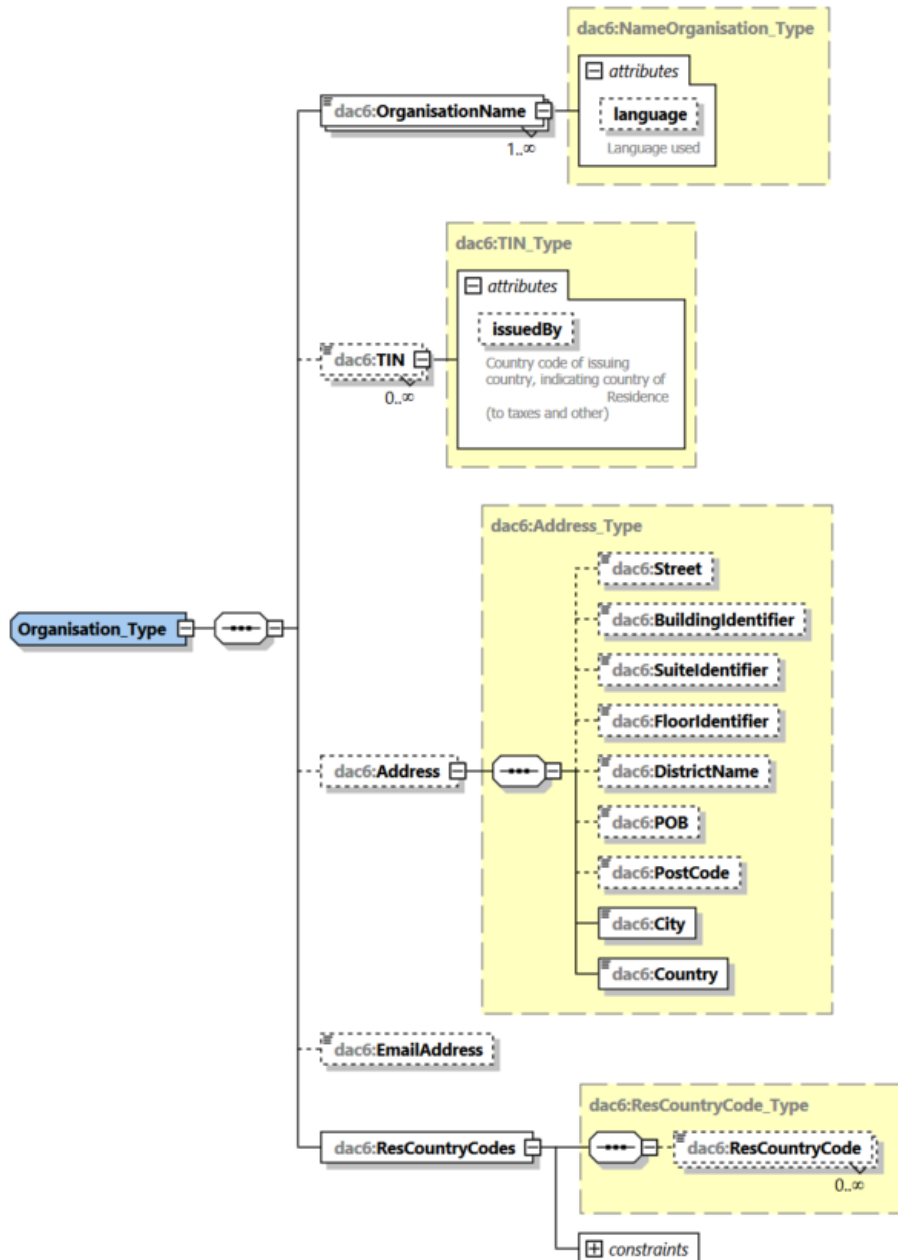 dac6:NameOrganisation_Type
attributes
dac6:OrganisationName
language
1..∞
Language used
dac6:TIN_Type
attributes
issuedBy
dac6:TIN
Country code of issuing
country, indicating country of
Residence
(to taxes and other)
0..∞
dac6:Address_Type
dac6:Street
dac6:BuildingIdentifier
Organisation_Type
dac6:SuiteIdentifier
dac6:FloorIdentifier
dac6:Address
dac6:DistrictName
dac6:POB
dac6:PostCode
dac6:City
dac6:Country
dac6:EmailAddress
dac6:ResCountryCode_Type
dac6:ResCountryCodes
dac6:ResCountryCode
0..∞
constraints